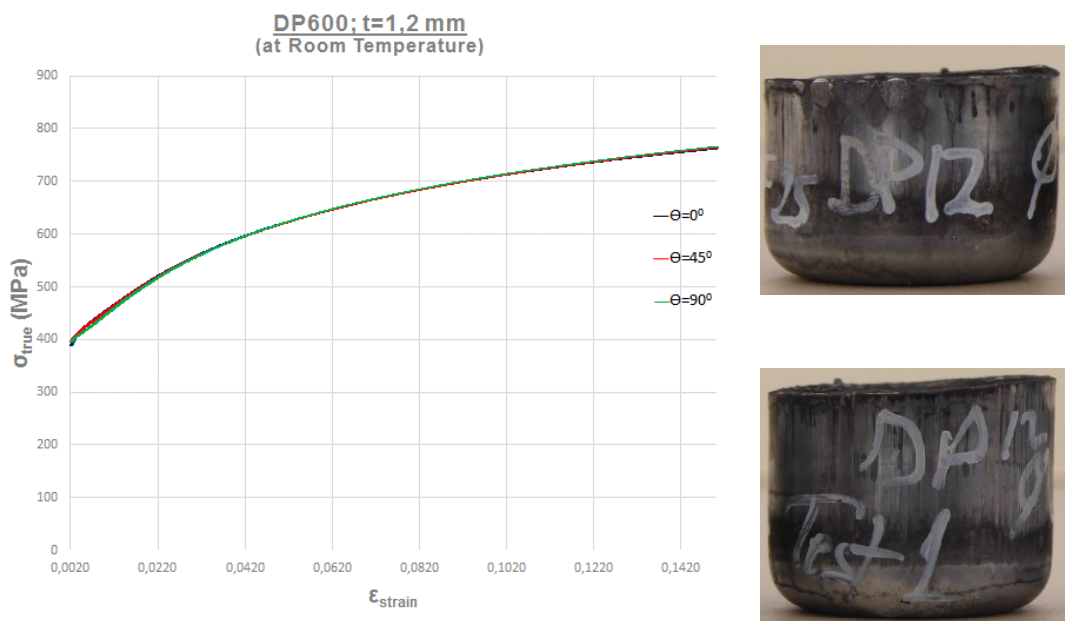 DP600; t=1,2 mm
(at Room Temperature)
σtrue (MPa)
900
800
700
600
500
400
300
200
100
0
0,0020
0,0220
0,0420
0,0620
0,0820
0,1020
0,1220
0,1420
εstrain
Ɵ=0⁰
Ɵ=45⁰
Ɵ=90⁰
25 DP12
DP12
Test 1